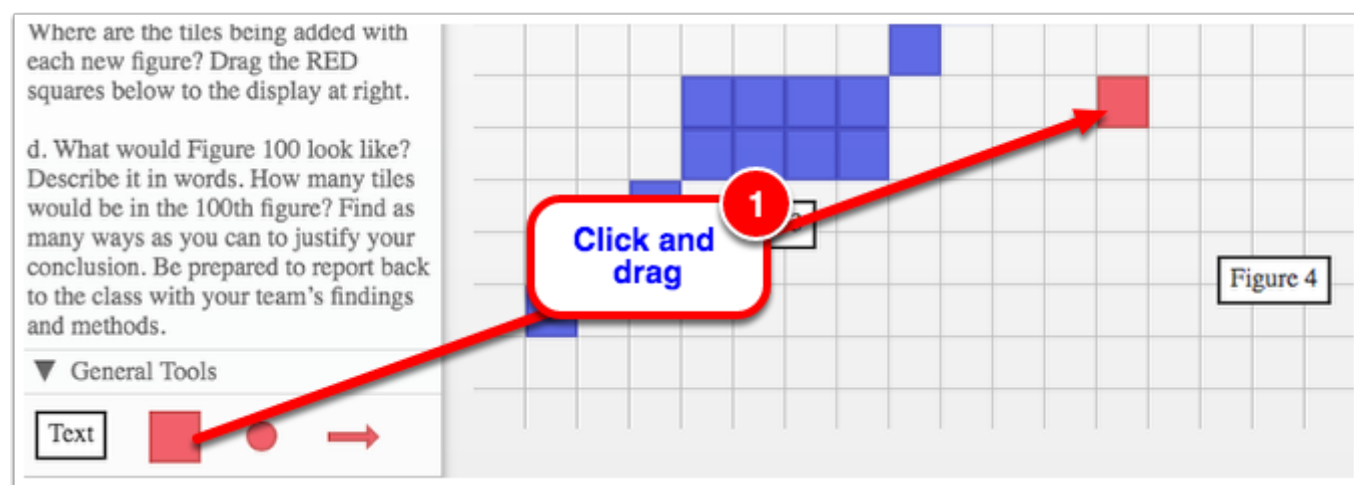 Where are the tiles being added with
each new figure? Drag the RED
squares below to the display at right.
d. What would Figure 100 look like?
Describe it in words. How many tiles
would be in the 100th figure? Find as
many ways as you can to justify your
conclusion. Be prepared to report back
to the class with your team's findings
and methods.
▼ General Tools
Text
1
Click and
drag
Figure 4